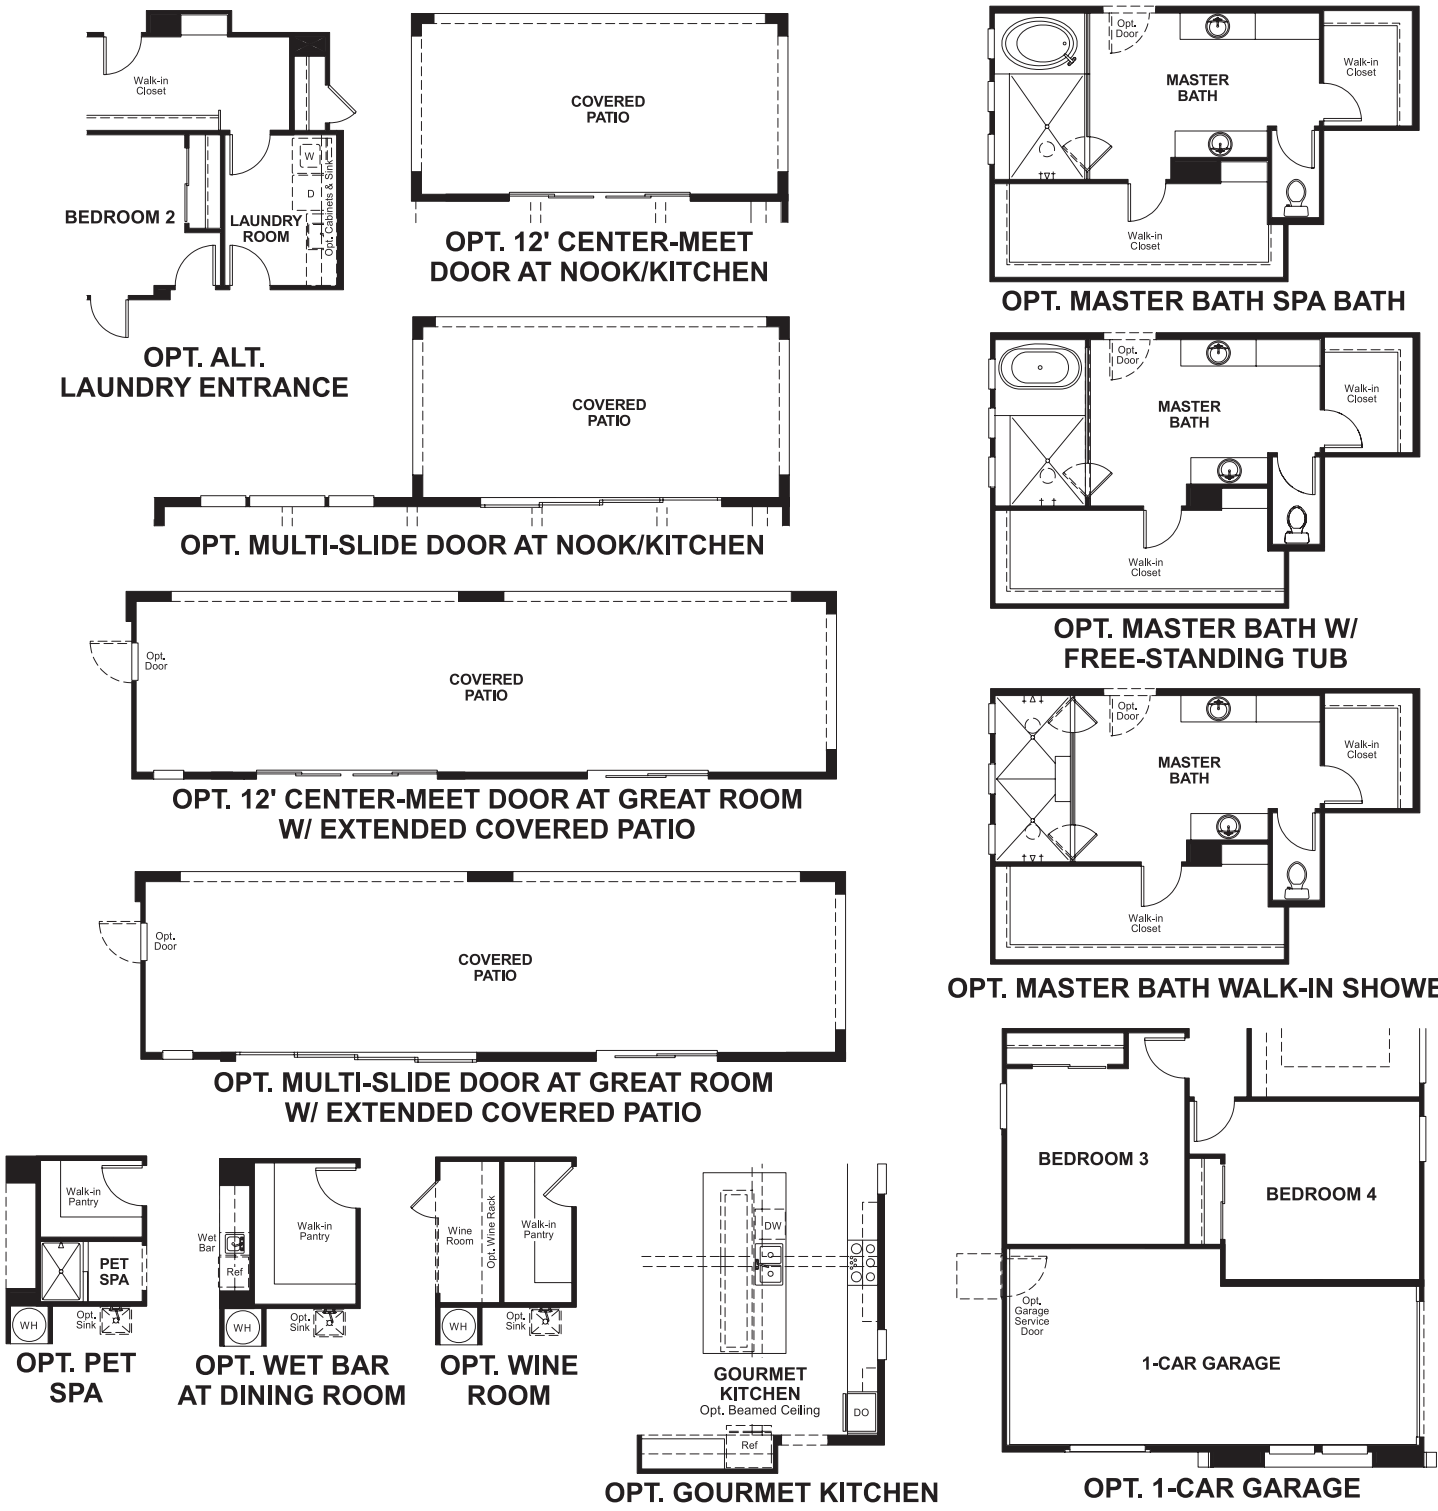 Walk-in
Closet
W
D
Opt. Cabinets & Sink
BEDROOM 2
LAUNDRY
ROOM
OPT. ALT.
LAUNDRY ENTRANCE
COVERED
PATIO
OPT. 12' CENTER-MEET
DOOR AT NOOK/KITCHEN
COVERED
PATIO
OPT. MULTI-SLIDE DOOR AT NOOK/KITCHEN
Opt.
Door
COVERED
PATIO
OPT. 12' CENTER-MEET DOOR AT GREAT ROOM
W/ EXTENDED COVERED PATIO
Opt.
Door
COVERED
PATIO
OPT. MULTI-SLIDE DOOR AT GREAT ROOM
W/ EXTENDED COVERED PATIO
Opt.
Door
MASTER
BATH
Walk-in
Closet
Walk-in
Closet
OPT. MASTER BATH SPA BATH
Opt.
Door
MASTER
BATH
Walk-in
Closet
Walk-in
Closet
OPT. MASTER BATH W/
FREE-STANDING TUB
Opt.
Door
MASTER
BATH
Walk-in
Closet
Walk-in
Closet
OPT. MASTER BATH WALK-IN SHOWE
Walk-in
Pantry
PET
SPA
WH
Opt.
Sink
OPT. PET
SPA
Wet
Bar
Ref
Walk-in
Pantry
WH
Opt.
Sink
OPT. WET BAR
AT DINING ROOM
Wine
Room
Opt. Wine Rack
Walk-in
Pantry
WH
Opt.
Sink
OPT. WINE
ROOM
DW
GOURMET
KITCHEN
Opt. Beamed Ceiling
DO
Ref
OPT. GOURMET KITCHEN
BEDROOM 3
BEDROOM 4
Opt.
Garage
Service
Door
1-CAR GARAGE
OPT. 1-CAR GARAGE